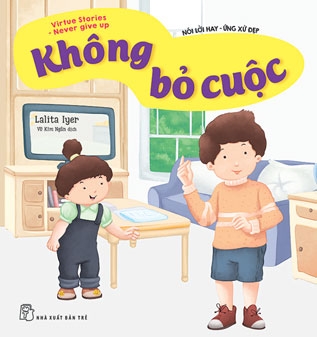 Virtue Stories
- Never give up
NÓI LỜI HAY - ỨNG XỬ ĐẸP
Không
bỏ cuộc
Lalita Iyer
Võ Kim Ngân dịch
NHÀ XUẤT BẢN TRẺ